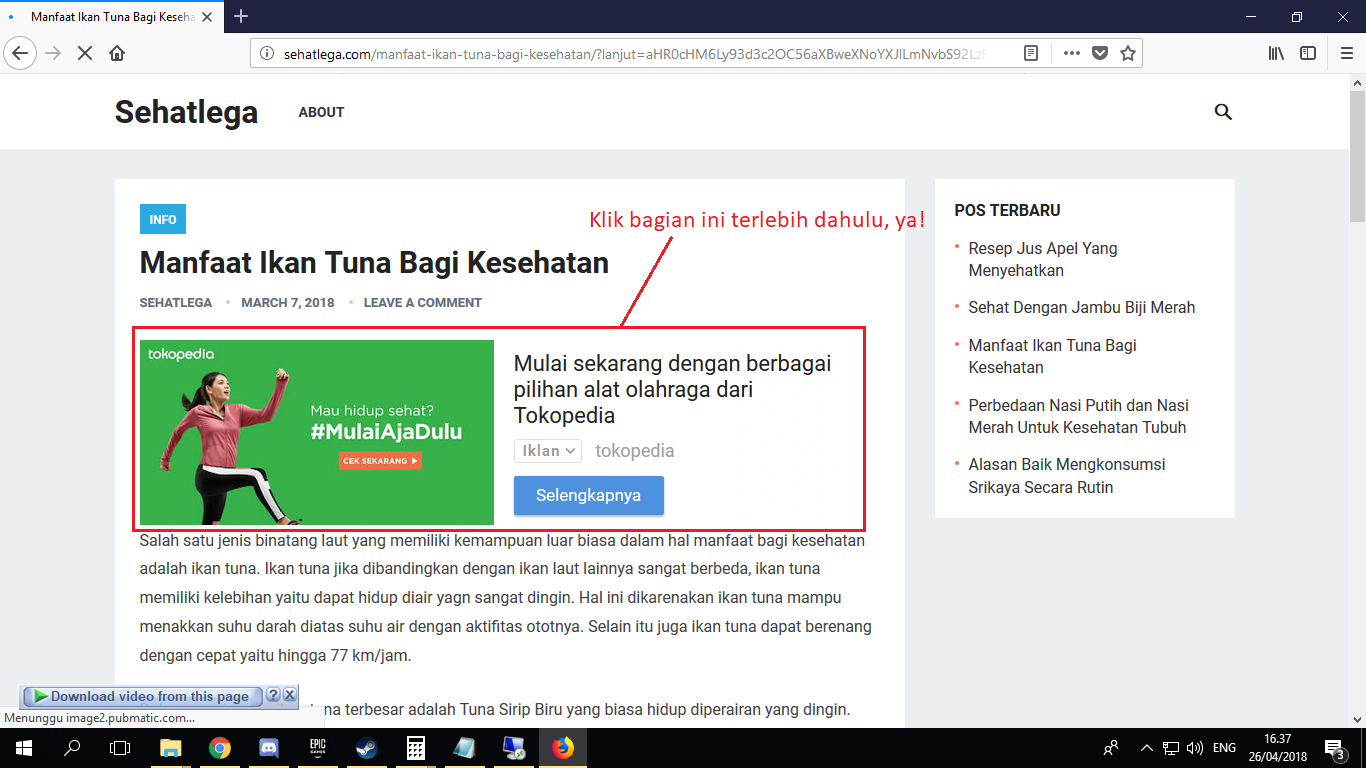 Manfaat Ikan Tuna Bagi Keseha
sehatlega.com/manfaat-ikan-tuna-bagi-kesehatan/?lanjut=
Sehatlega
ABOUT
INFO
Klik bagian ini terlebih dahulu, ya!
Manfaat Ikan Tuna Bagi Kesehatan
SEHATLEGA • MARCH 7, 2018 • LEAVE A COMMENT
tokopedia
Mau hidup sehat?
#MulaiAjaDulu
CEK SEKARANG
Mulai sekarang dengan berbagai
pilihan alat olahraga dari
Tokopedia
Iklan tokopedia
Selengkapnya
Salah satu jenis binatang laut yang memiliki kemampuan luar biasa dalam hal manfaat bagi kesehatan
adalah ikan tuna. Ikan tuna jika dibandingkan dengan ikan laut lainnya sangat berbeda, ikan tuna
memiliki kelebihan yaitu dapat hidup diair yagn sangat dingin. Hal ini dikarenakan ikan tuna mampu
menakkan suhu darah diatas suhu air dengan aktifitas ototnya. Selain itu juga ikan tuna dapat berenang
dengan cepat yaitu hingga 77 km/jam.
na terbesar adalah Tuna Sirip Biru yang biasa hidup diperairan yang dingin.
POS TERBARU
• Resep Jus Apel Yang
Menyehatkan
• Sehat Dengan Jambu Biji Merah
• Manfaat Ikan Tuna Bagi
Kesehatan
• Perbedaan Nasi Putih dan Nasi
Merah Untuk Kesehatan Tubuh
• Alasan Baik Mengkonsumsi
Srikaya Secara Rutin
Download video from this page ? X
Menunggu image2.pubmatic.com...
EPIC
GAMES
ENG
16.37
26/04/2018
3